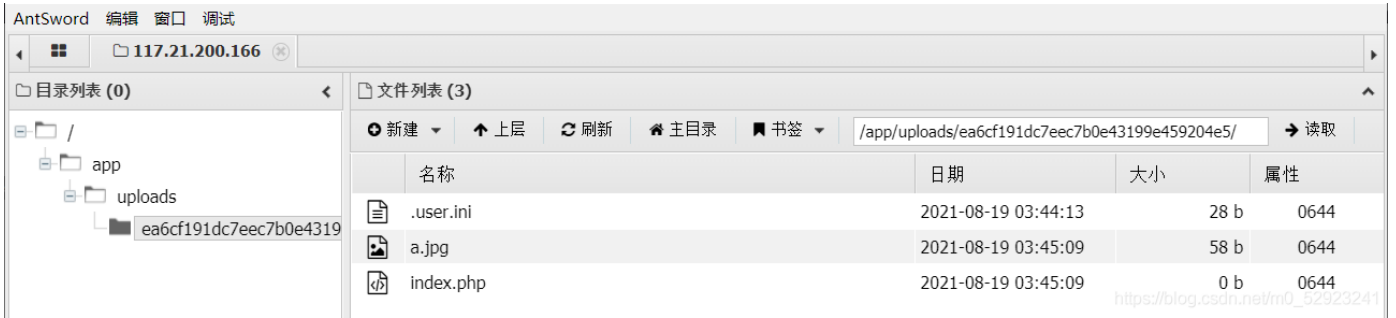 AntSword 编辑 窗口 调试
117.21.200.166
目录列表 (0)
文件列表 (3)
新建 上层 刷新 主目录 书签 /app/uploads/ea6cf191dc7eec7b0e43199e459204e5/ 读取
/
app
uploads
ea6cf191dc7eec7b0e4319
名称 日期 大小 属性
.user.ini 2021-08-19 03:44:13 28 b 0644
a.jpg 2021-08-19 03:45:09 58 b 0644
index.php 2021-08-19 03:45:09 0 b 0644
https://blog.csdn.net/m0_52923241